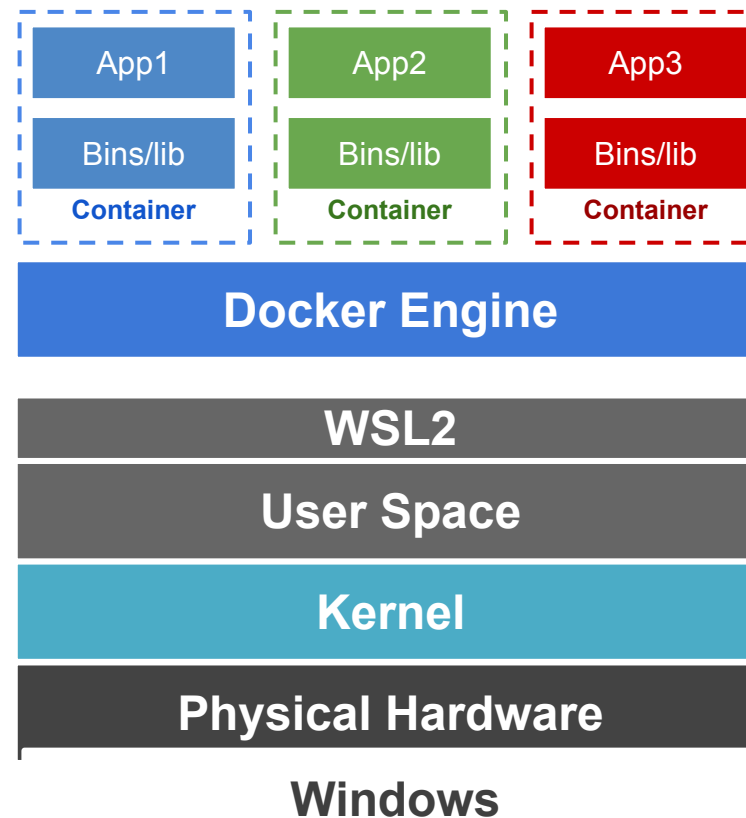 App1 App2 App3
Bins/lib Bins/lib Bins/lib
Container Container Container
Docker Engine
WSL2
User Space
Kernel
Physical Hardware
Windows